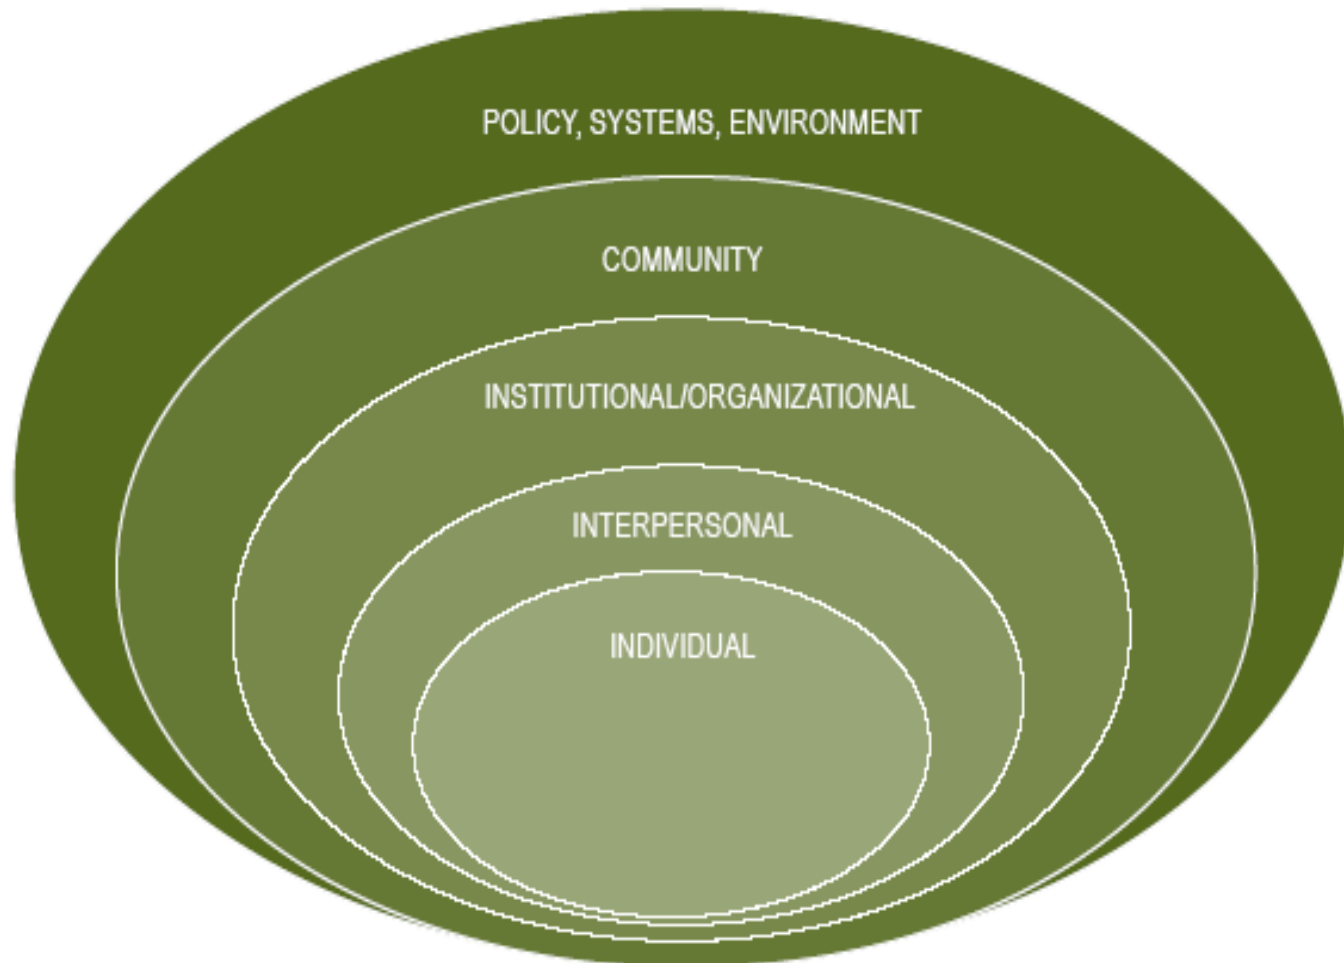 POLICY, SYSTEMS, ENVIRONMENT
COMMUNITY
INSTITUTIONAL/ORGANIZATIONAL
INTERPERSONAL
INDIVIDUAL